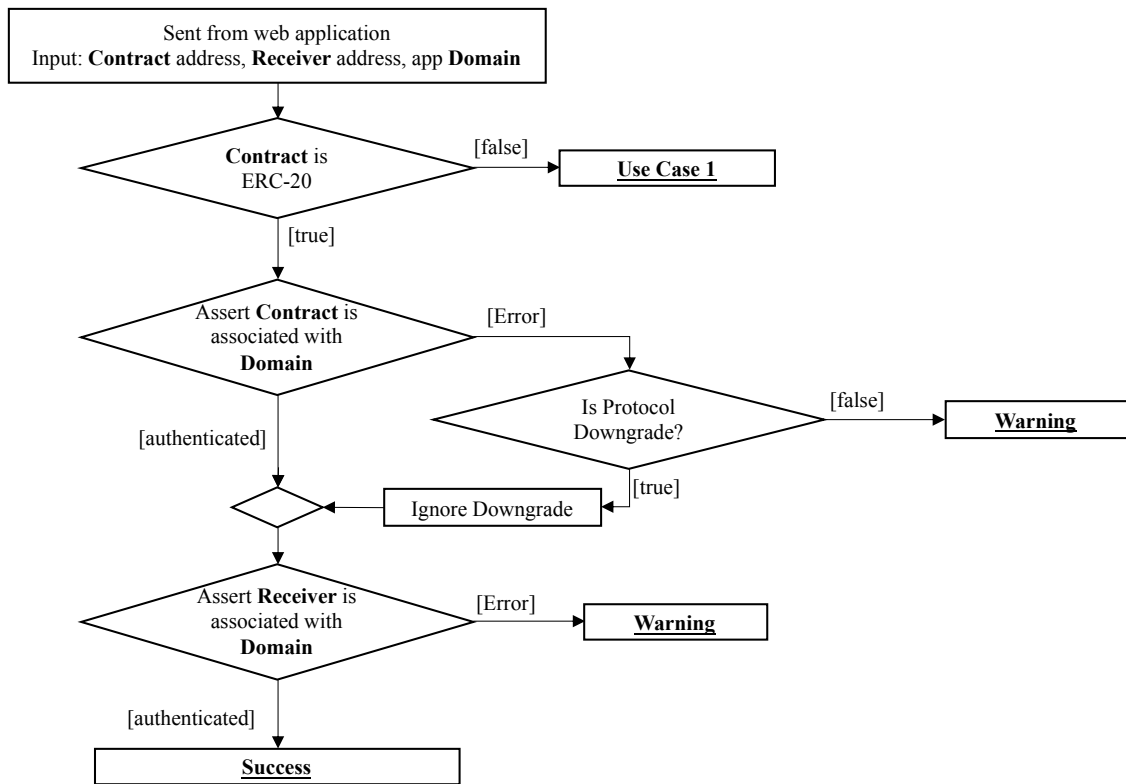 Sent from web application
Input: Contract address, Receiver address, app Domain
Contract is
ERC-20
[false]
Use Case 1
[true]
Assert Contract is
associated with
Domain
[Error]
Is Protocol
Downgrade?
[false]
Warning
[authenticated]
[true]
Ignore Downgrade
Assert Receiver is
associated with
Domain
[Error]
Warning
[authenticated]
Success